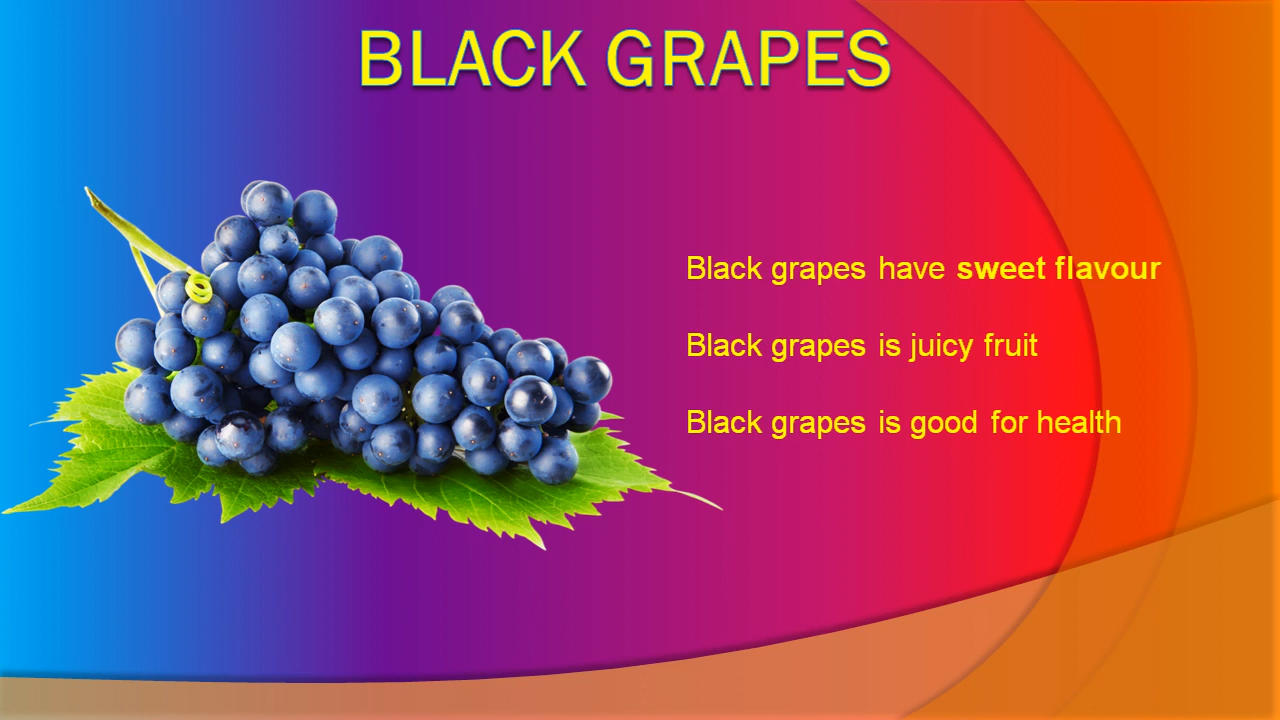 BLACK GRAPES
Black grapes have sweet flavour
Black grapes is juicy fruit
Black grapes is good for health